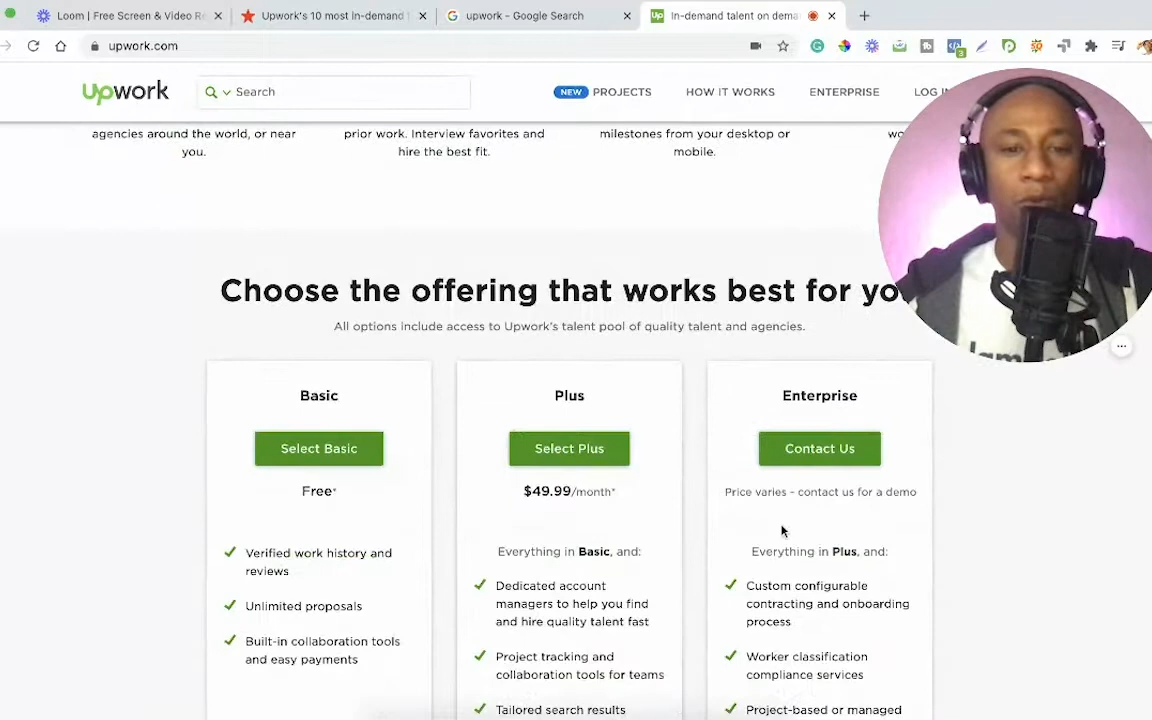 Loom | Free Screen & Video Re
Upwork's 10 most in-demand f
upwork - Google Search
In-demand talent on dema
upwork.com
3
upwork
Search
NEW PROJECTS
HOW IT WORKS
ENTERPRISE
LOG IN
agencies around the world, or near
you.
prior work. Interview favorites and
hire the best fit.
milestones from your desktop or
mobile.
Choose the offering that works best for you
All options include access to Upwork's talent pool of quality talent and agencies.
Basic
Select Basic
Free*
Verified work history and
reviews
Unlimited proposals
Built-in collaboration tools
and easy payments
Plus
Select Plus
$49.99/month*
Everything in Basic, and:
Dedicated account
managers to help you find
and hire quality talent fast
Project tracking and
collaboration tools for teams
Tailored search results
Enterprise
Contact Us
Price varies - contact us for a demo
Everything in Plus, and:
Custom configurable
contracting and onboarding
process
Worker classification
compliance services
Project-based or managed